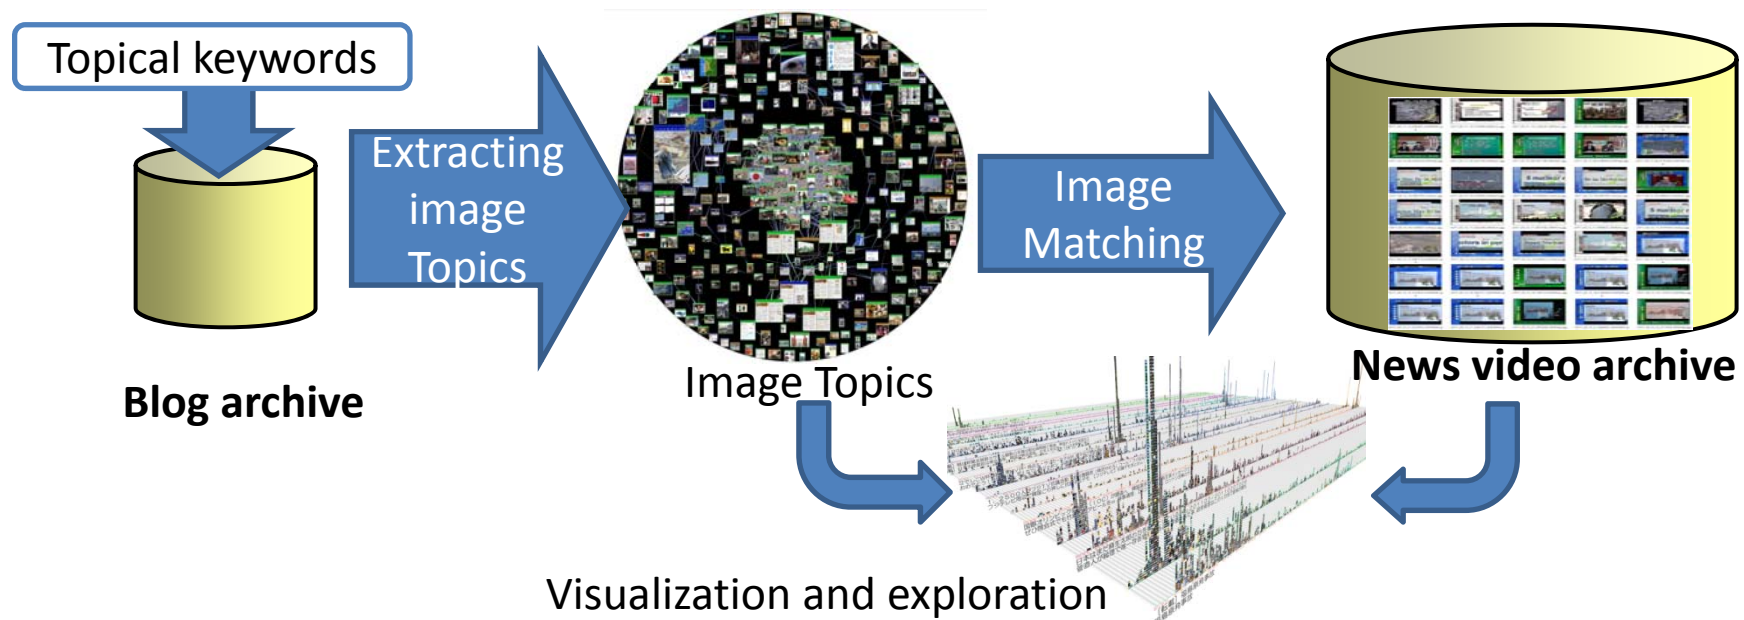 Topical keywords
Extracting
image
Topics
Image
Matching
Blog archive
Image Topics
News video archive
Visualization and exploration